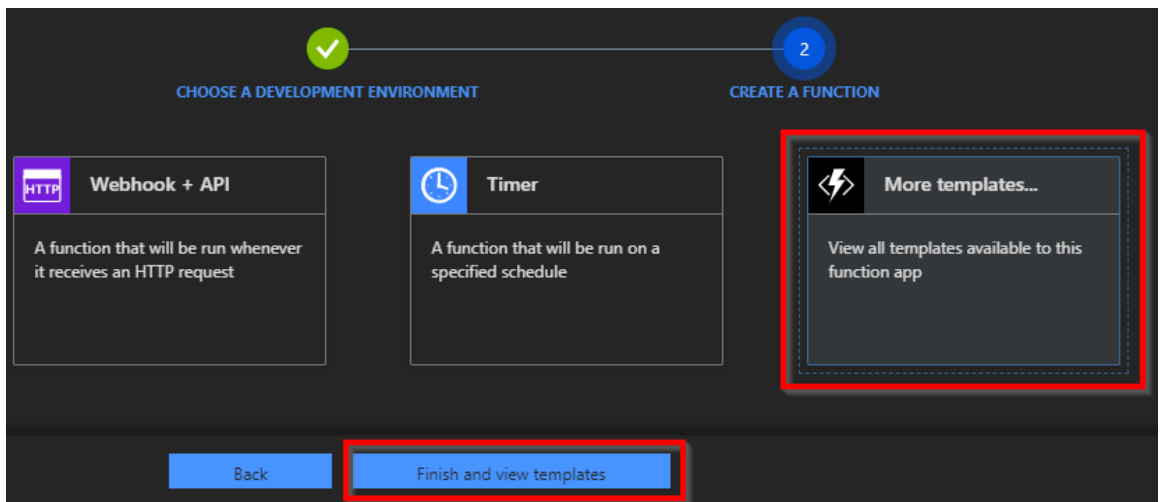 2
CHOOSE A DEVELOPMENT ENVIRONMENT
CREATE A FUNCTION
HTTP
Webhook + API
A function that will be run whenever
it receives an HTTP request
Timer
A function that will be run on a
specified schedule
More templates...
View all templates available to this
function app
Back
Finish and view templates